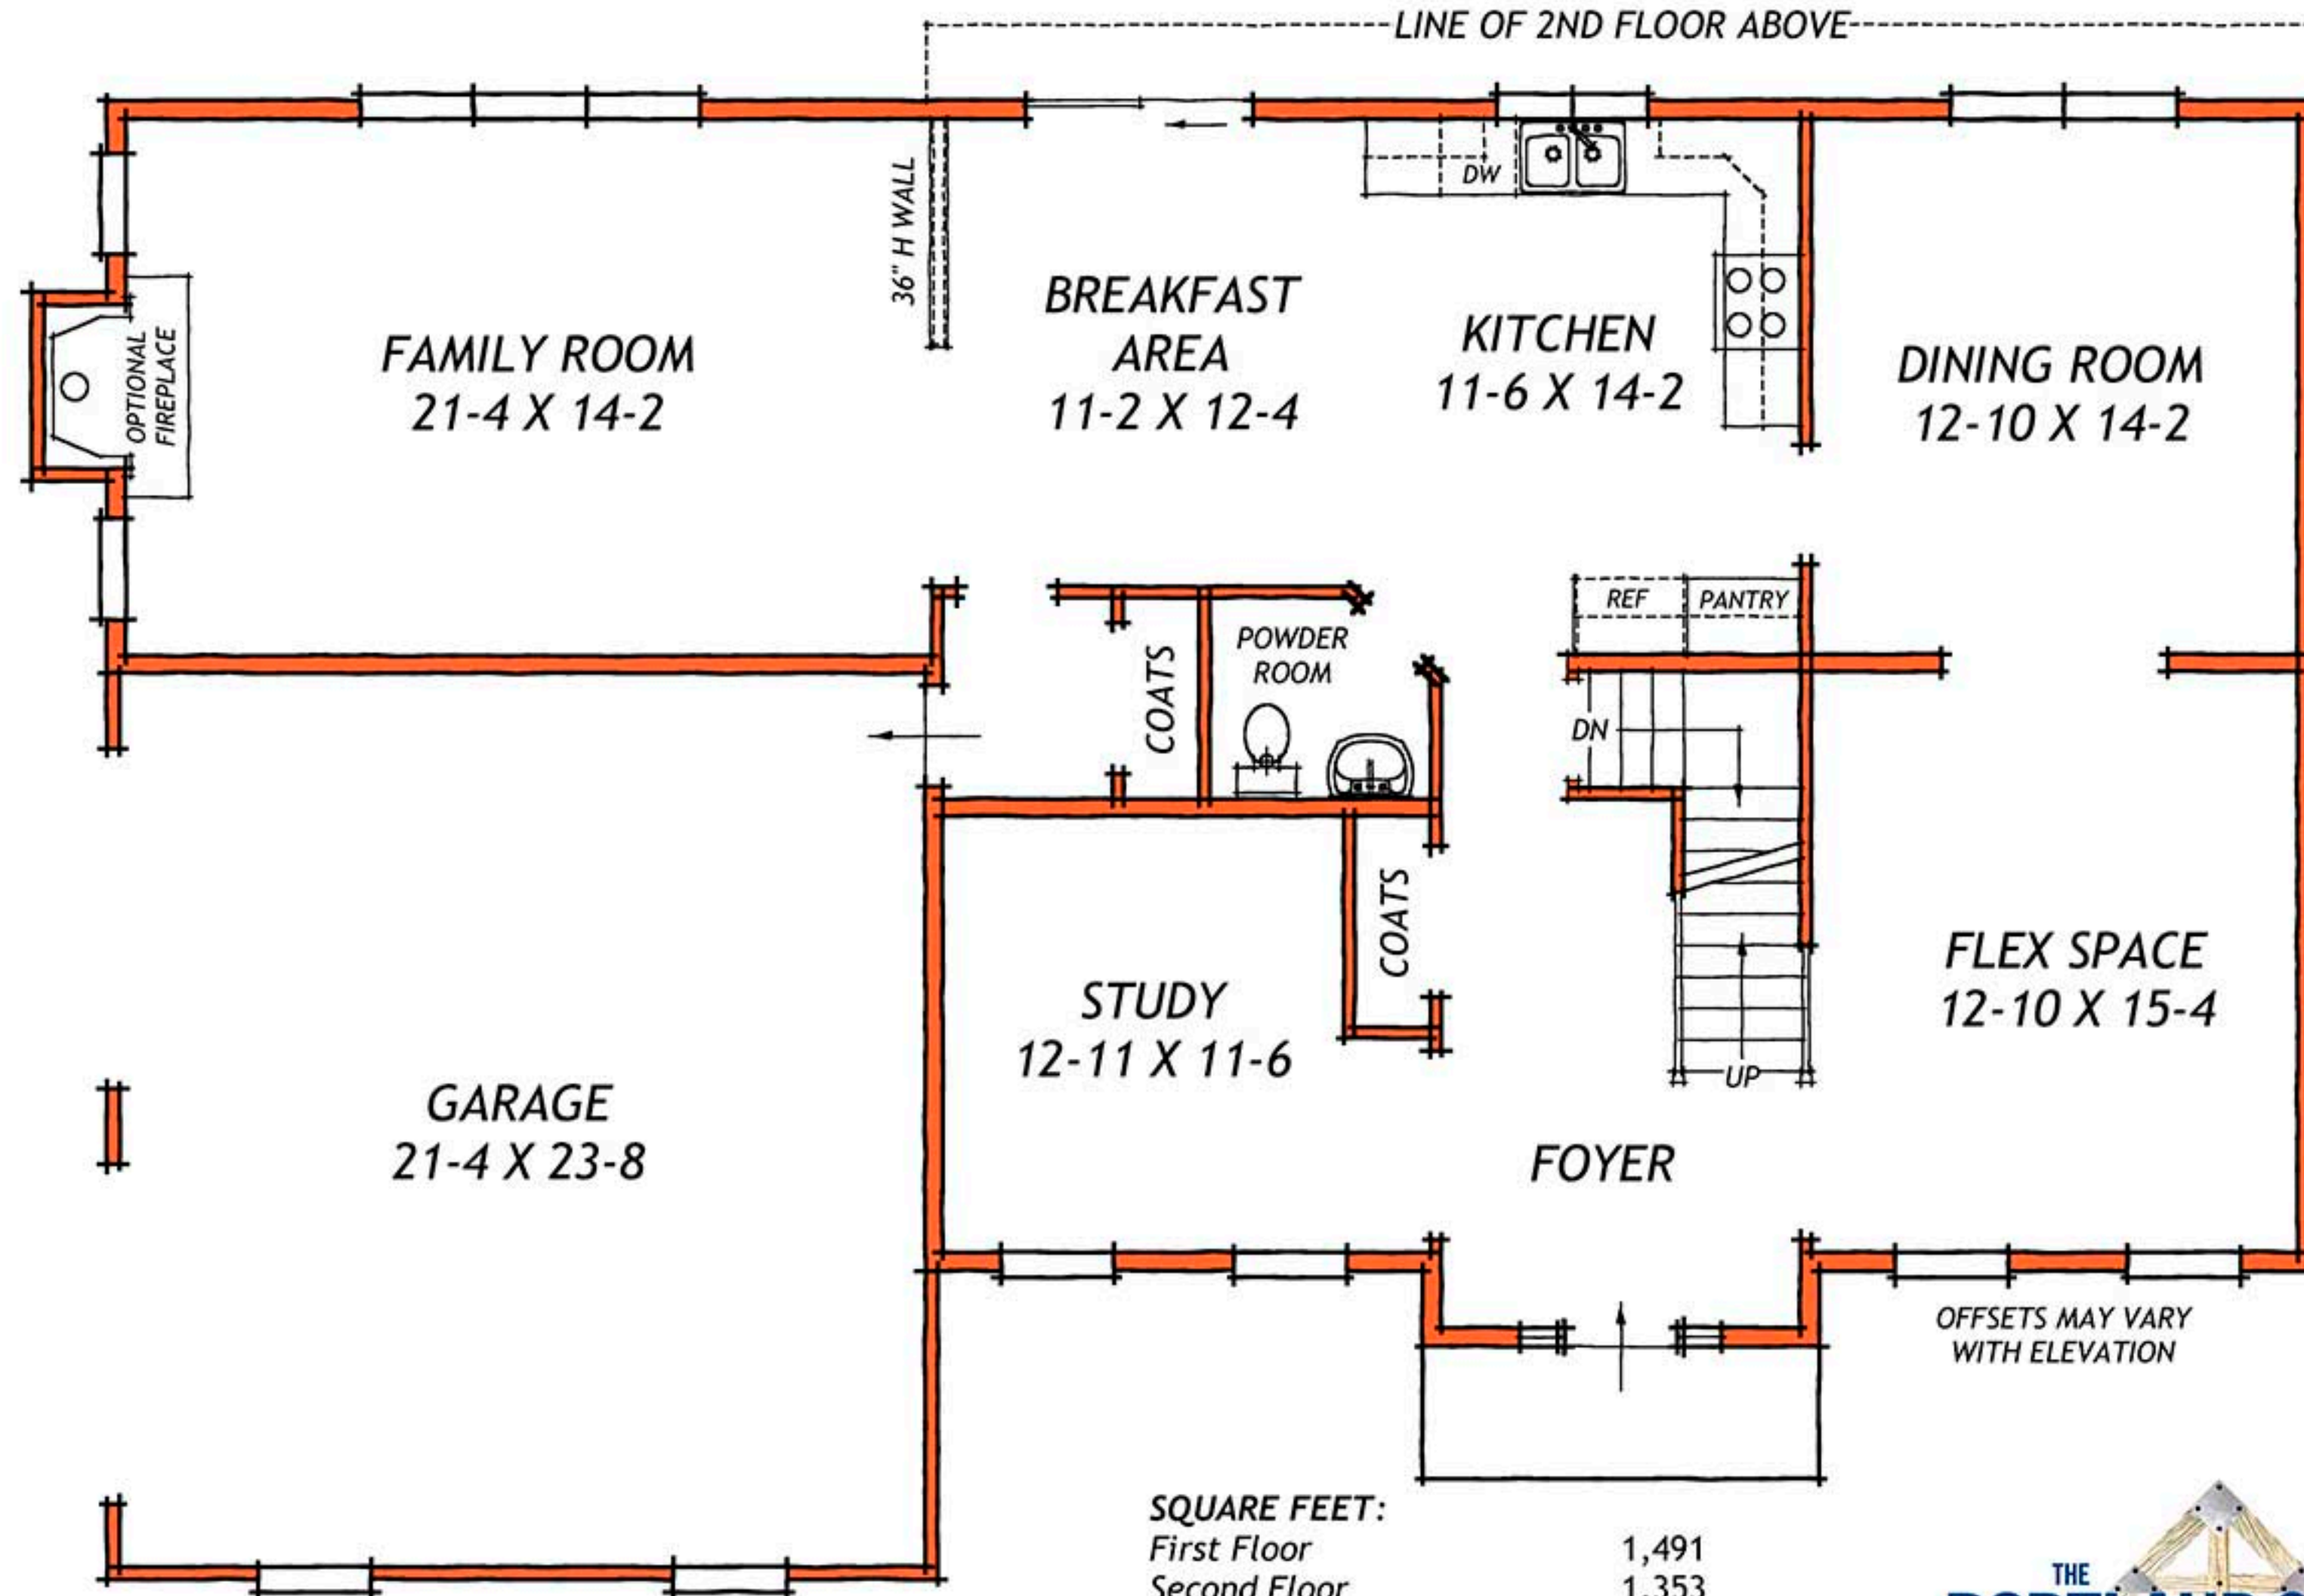 LINE OF 2ND FLOOR ABOVE
36" H WALL
DW
OPTIONAL
FIREPLACE
FAMILY ROOM
21-4 X 14-2
BREAKFAST
AREA
11-2 X 12-4
KITCHEN
11-6 X 14-2
DINING ROOM
12-10 X 14-2
REF
PANTRY
POWDER
ROOM
COATS
DN
COATS
STUDY
12-11 X 11-6
FLEX SPACE
12-10 X 15-4
UP
GARAGE
21-4 X 23-8
FOYER
OFFSETS MAY VARY
WITH ELEVATION
SQUARE FEET:
First Floor 1,491
Second Floor 1,353
THE